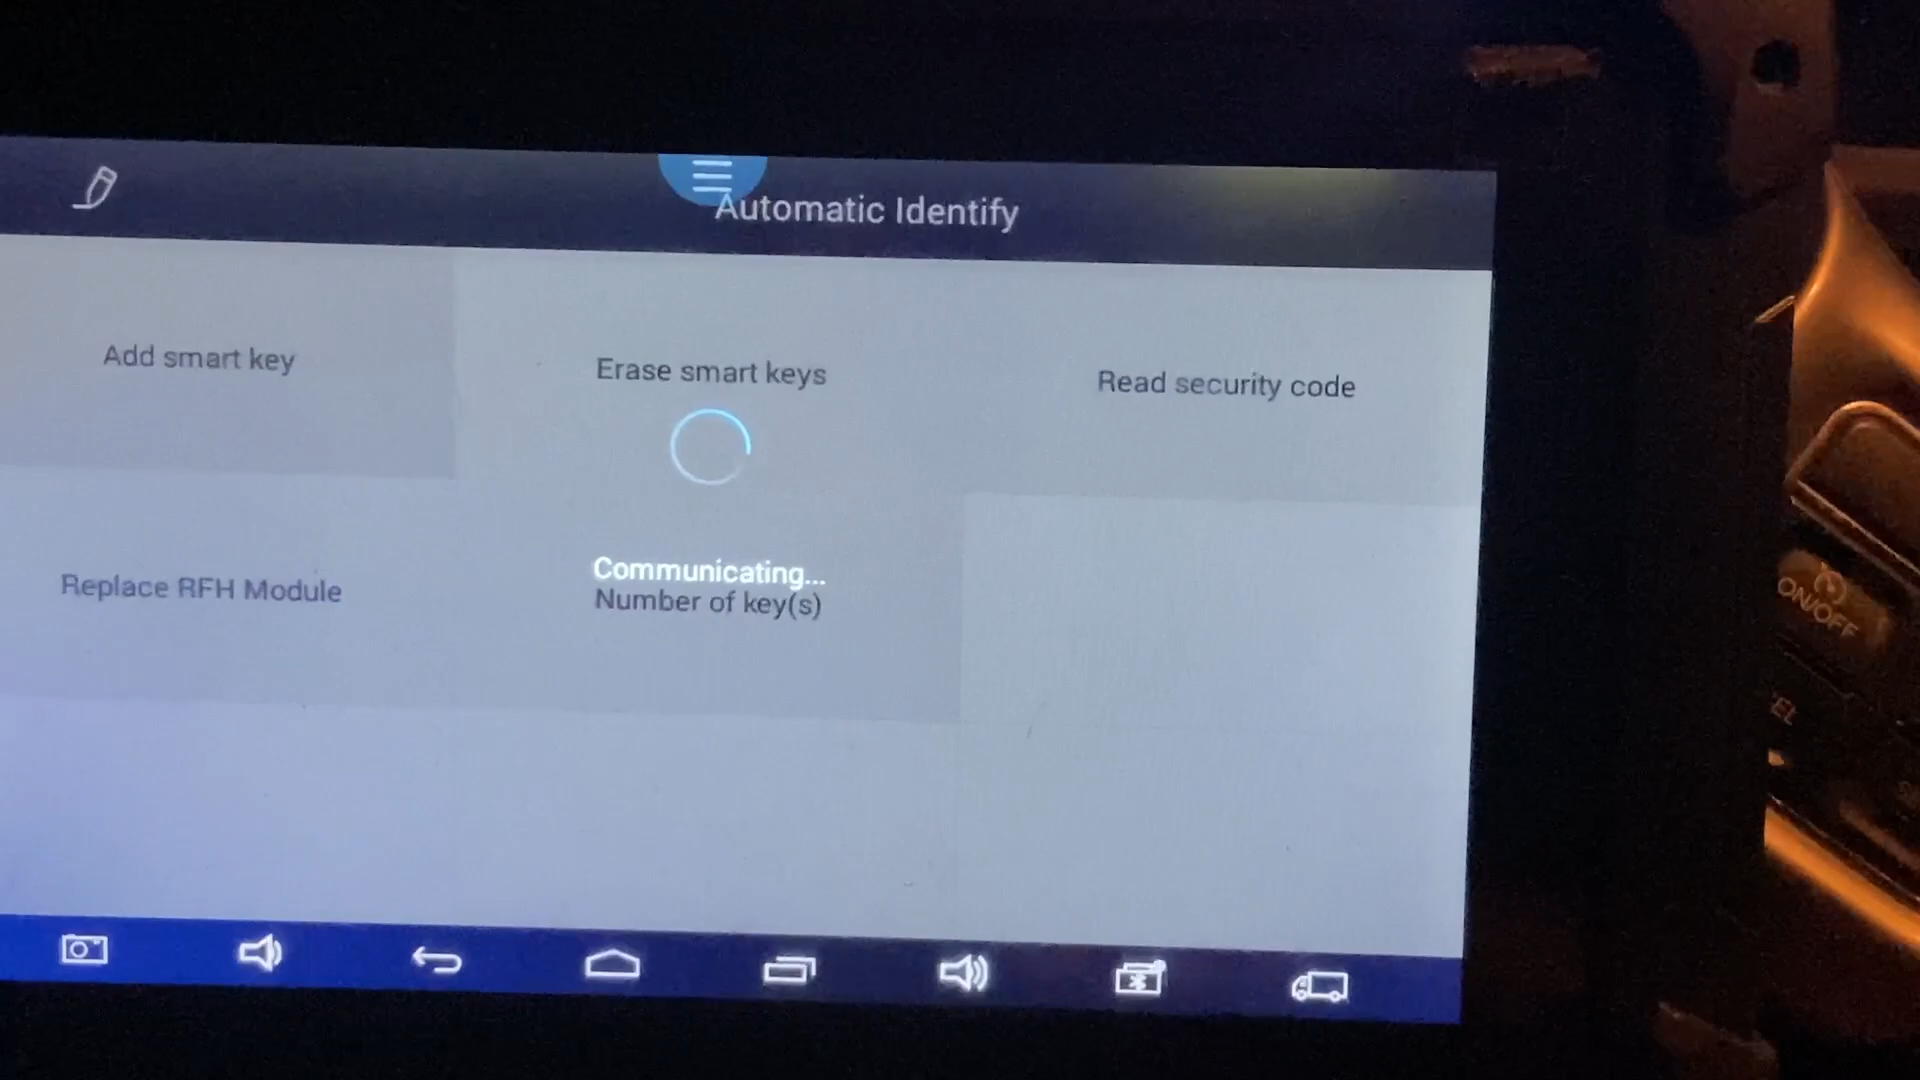 Automatic Identify
Add smart key
Erase smart keys
Read security code
Replace RFH Module
Communicating...
Number of key(s)
ON/OFF